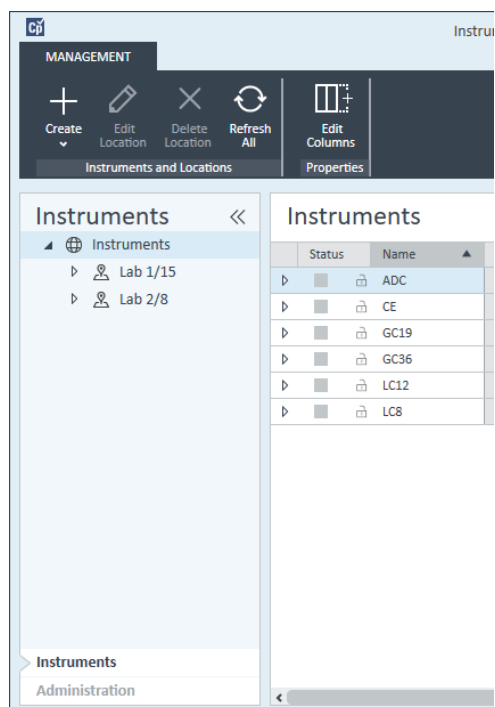 Cp
Instru
MANAGEMENT
Create
Edit Location
Delete Location
Refresh All
Edit Columns
Instruments and Locations
Properties
Instruments
Instruments
Lab 1/15
Lab 2/8
Instruments
Administration
Instruments
Status Name
ADC
CE
GC19
GC36
LC12
LC8